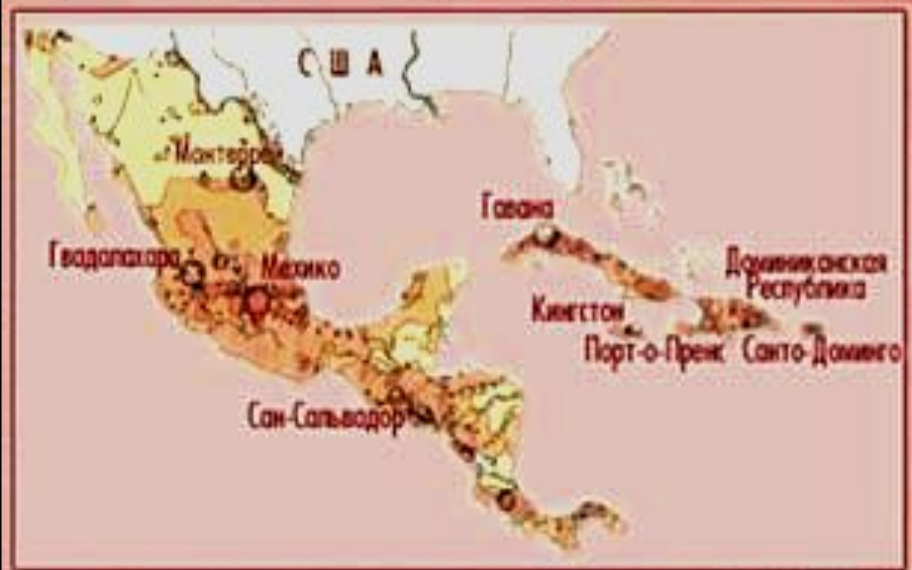 США
Монтеррей
Гавана
Гвадалахара
Мехико
Доминиканская
Республика
Кингстон
Порт-о-Пренс
Санто-Доминго
Сан-Сальвадор